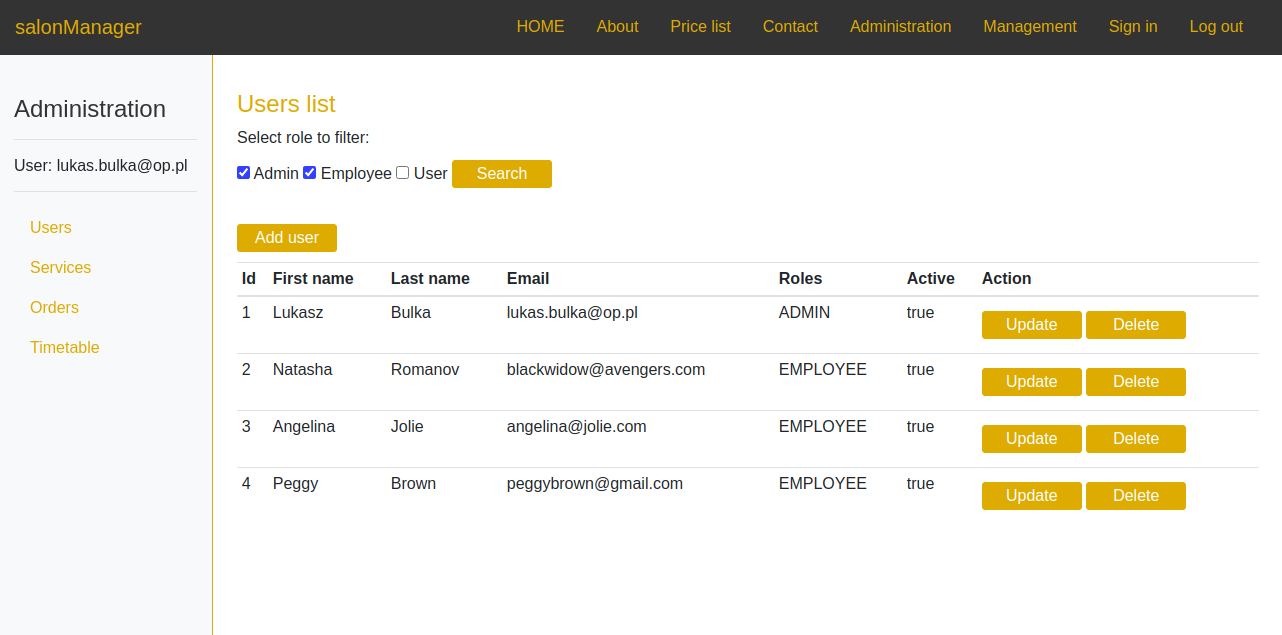 salonManager HOME About Price list Contact Administration Management Sign in Log out
Administration
User: lukas.bulka@op.pl
Users
Services
Orders
Timetable
Users list
Select role to filter:
Admin Employee User Search
Add user
Id First name Last name Email Roles Active Action
1 Lukasz Bulka lukas.bulka@op.pl ADMIN true Update Delete
2 Natasha Romanov blackwidow@avengers.com EMPLOYEE true Update Delete
3 Angelina Jolie angelina@jolie.com EMPLOYEE true Update Delete
4 Peggy Brown peggybrown@gmail.com EMPLOYEE true Update Delete